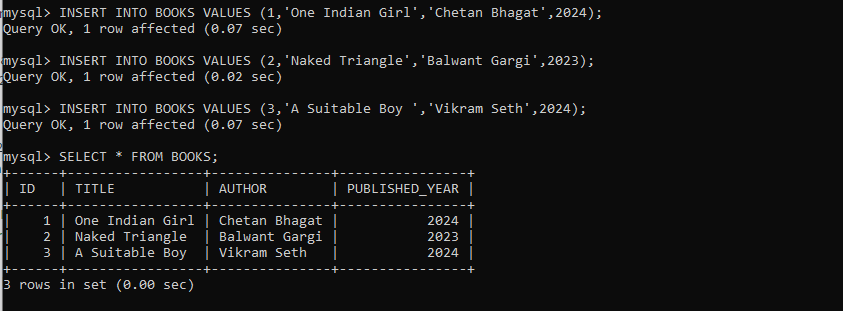 mysql> INSERT INTO BOOKS VALUES (1,'One Indian Girl','Chetan Bhagat',2024);
Query OK, 1 row affected (0.07 sec)
mysql> INSERT INTO BOOKS VALUES (2,'Naked Triangle','Balwant Gargi',2023);
Query OK, 1 row affected (0.02 sec)
mysql> INSERT INTO BOOKS VALUES (3,'A Suitable Boy ','Vikram Seth',2024);
Query OK, 1 row affected (0.07 sec)
mysql> SELECT * FROM BOOKS;
+------+-----------------+---------------+----------------+
| ID   | TITLE           | AUTHOR        | PUBLISHED_YEAR |
+------+-----------------+---------------+----------------+
|    1 | One Indian Girl | Chetan Bhagat |           2024 |
|    2 | Naked Triangle  | Balwant Gargi |           2023 |
|    3 | A Suitable Boy  | Vikram Seth   |           2024 |
+------+-----------------+---------------+----------------+
3 rows in set (0.00 sec)